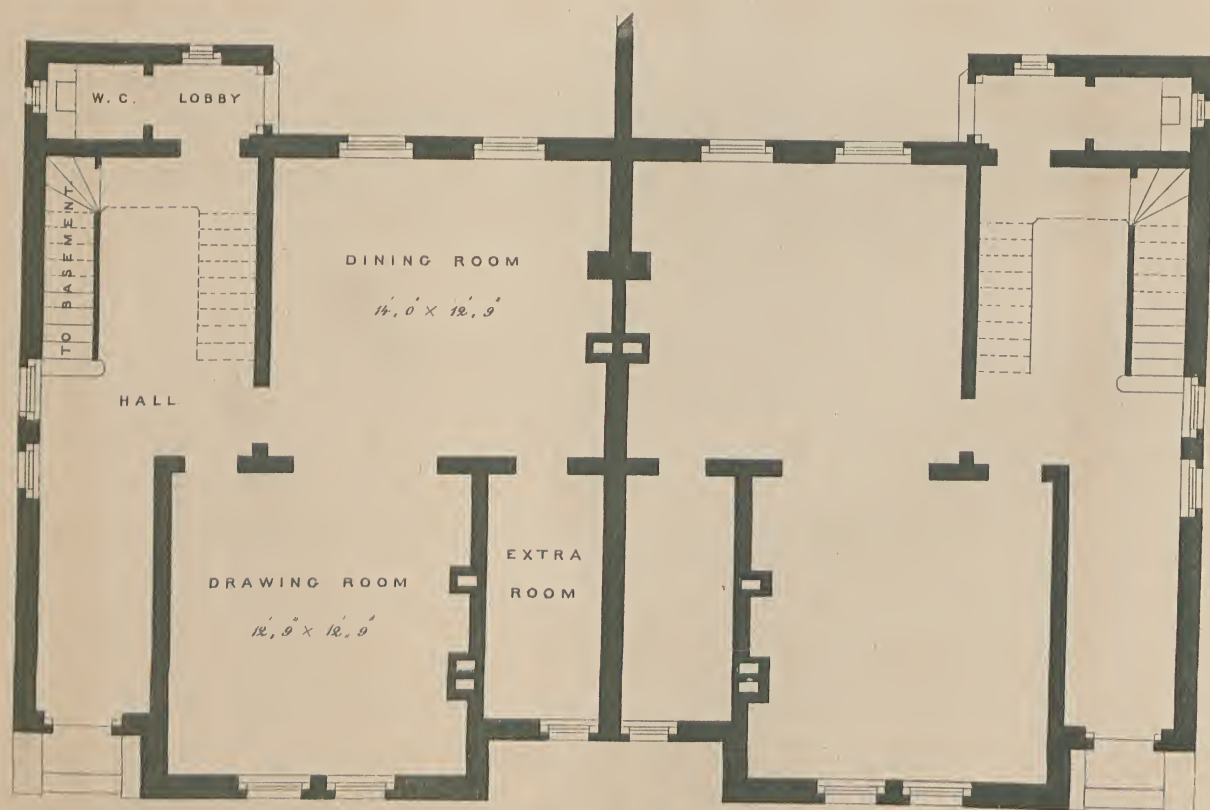 W. C. LOBBY
TO BASEMENT.
DINING ROOM
14', 0" × 12', 9"
HALL
EXTRA
ROOM
DRAWING ROOM
12', 9" × 12', 9"